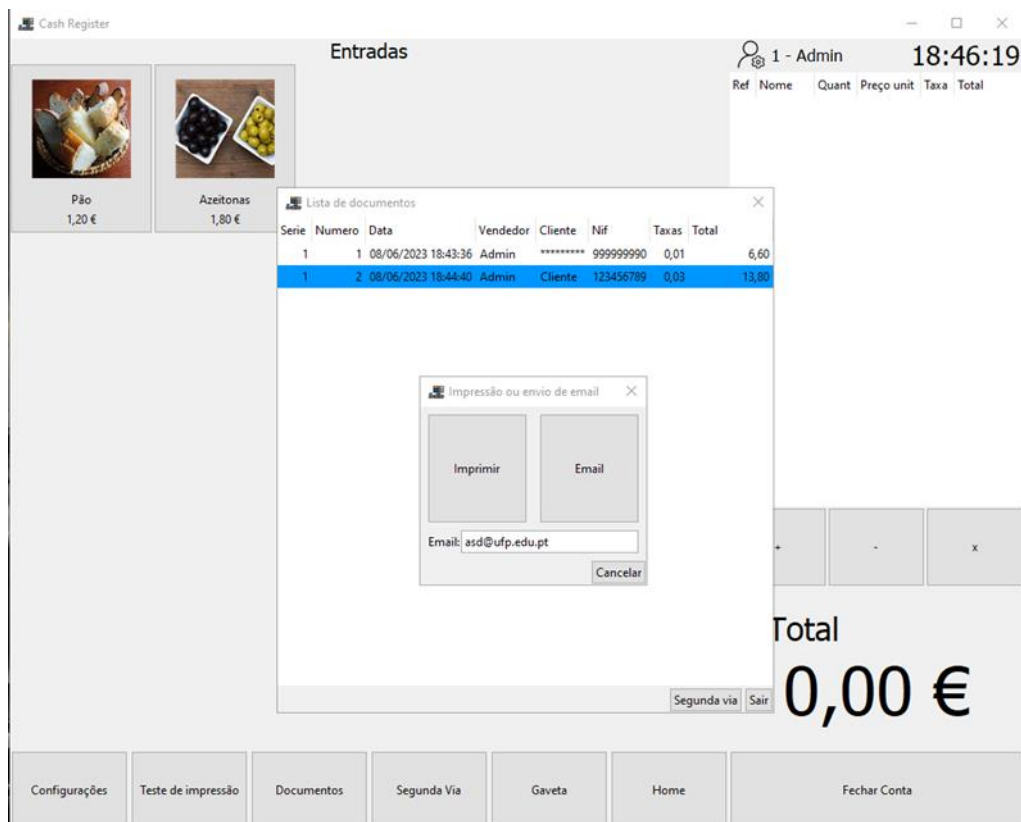 Cash Register
Entradas
1 - Admin 18:46:19
Ref Nome Quant Preço unit Taxa Total
Pão
1,20 €
Azeitonas
1,80 €
Lista de documentos
Serie Numero Data Vendedor Cliente Nif Taxas Total
1 1 08/06/2023 18:43:36 Admin ********* 999999990 0,01 6,60
1 2 08/06/2023 18:44:40 Admin Cliente 123456789 0,03 13,80
Impressão ou envio de email
Imprimir
Email
Email: asd@ufp.edu.pt
Cancelar
+ - x
Total
0,00 €
Segunda via Sair
Configurações Teste de impressão Documentos Segunda Via Gaveta Home Fechar Conta